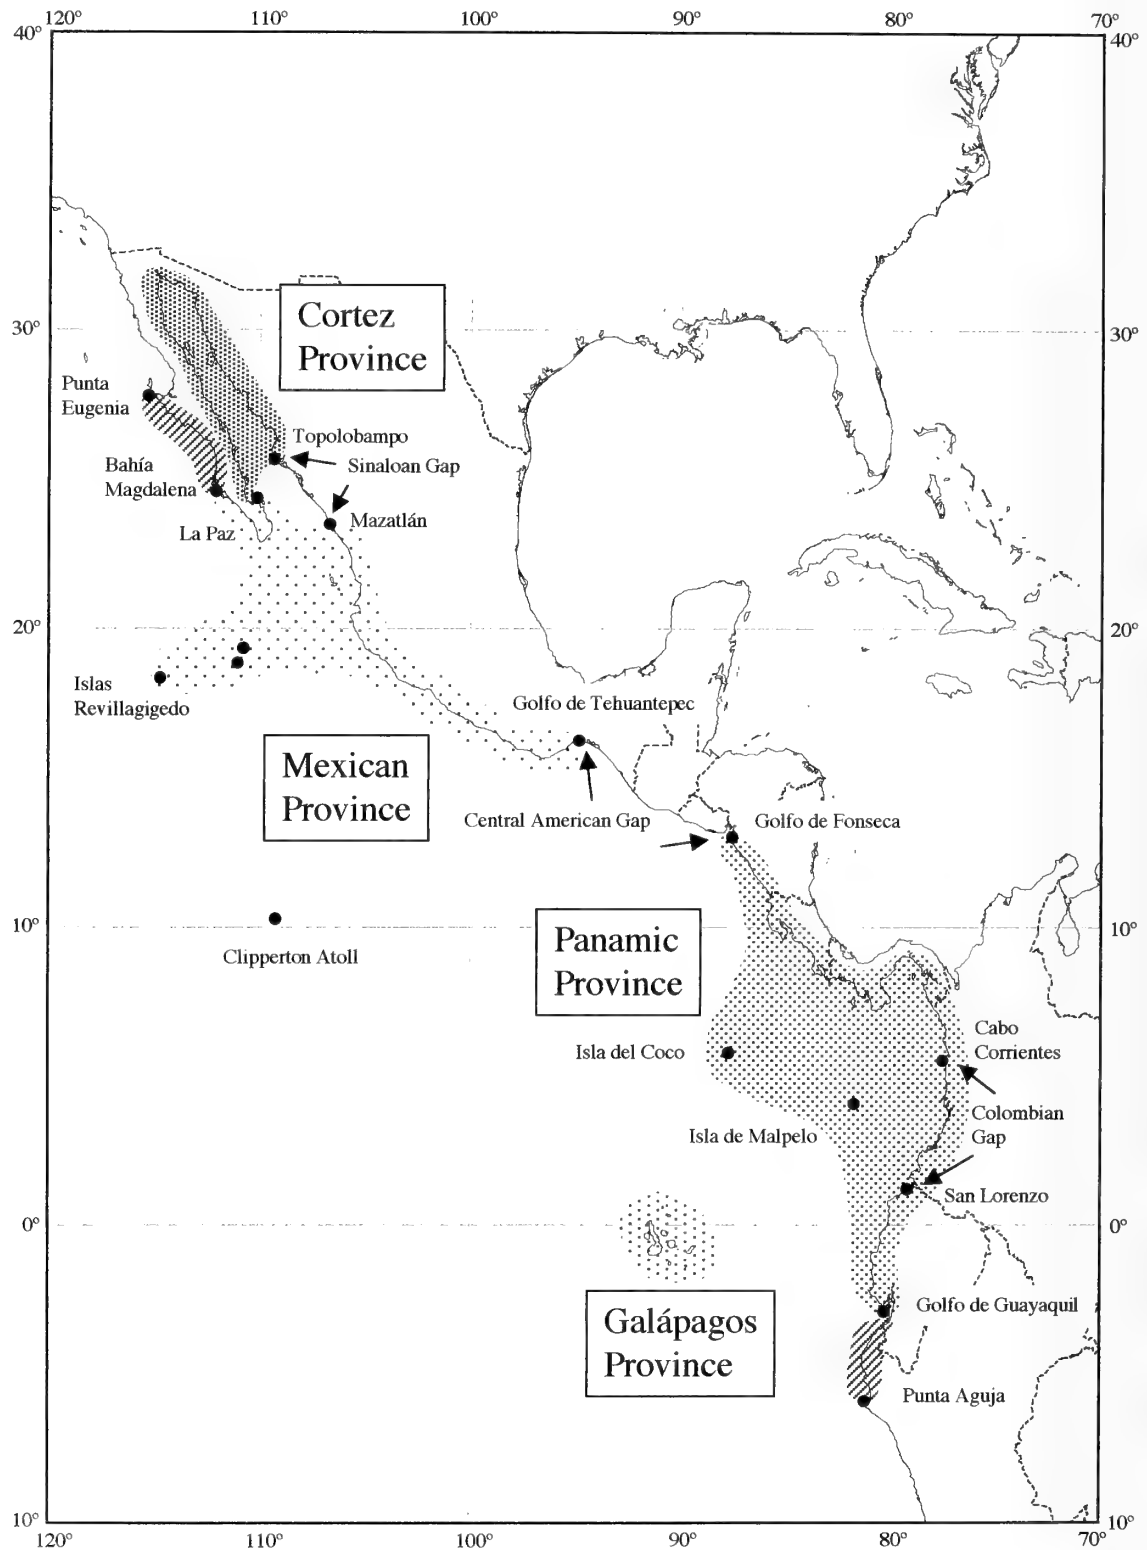 120° 110° 100° 90° 80° 70°
40° 40°
Cortez
Province
30° 30°
Punta
Eugenia
Topolobampo
Bahía
Magdalena
Sinaloan Gap
La Paz
Mazatlán
20° 20°
Islas
Revillagigedo
Golfo de Tehuantepec
Mexican
Province
Central American Gap
Golfo de Fonseca
10° 10°
Clipperton Atoll
Panamic
Province
Isla del Coco
Cabo
Corrientes
Isla de Malpelo
Colombian
Gap
San Lorenzo
0° 0°
Golfo de Guayaquil
Galápagos
Province
Punta Aguja
10° 10°
120° 110° 100° 90° 80° 70°